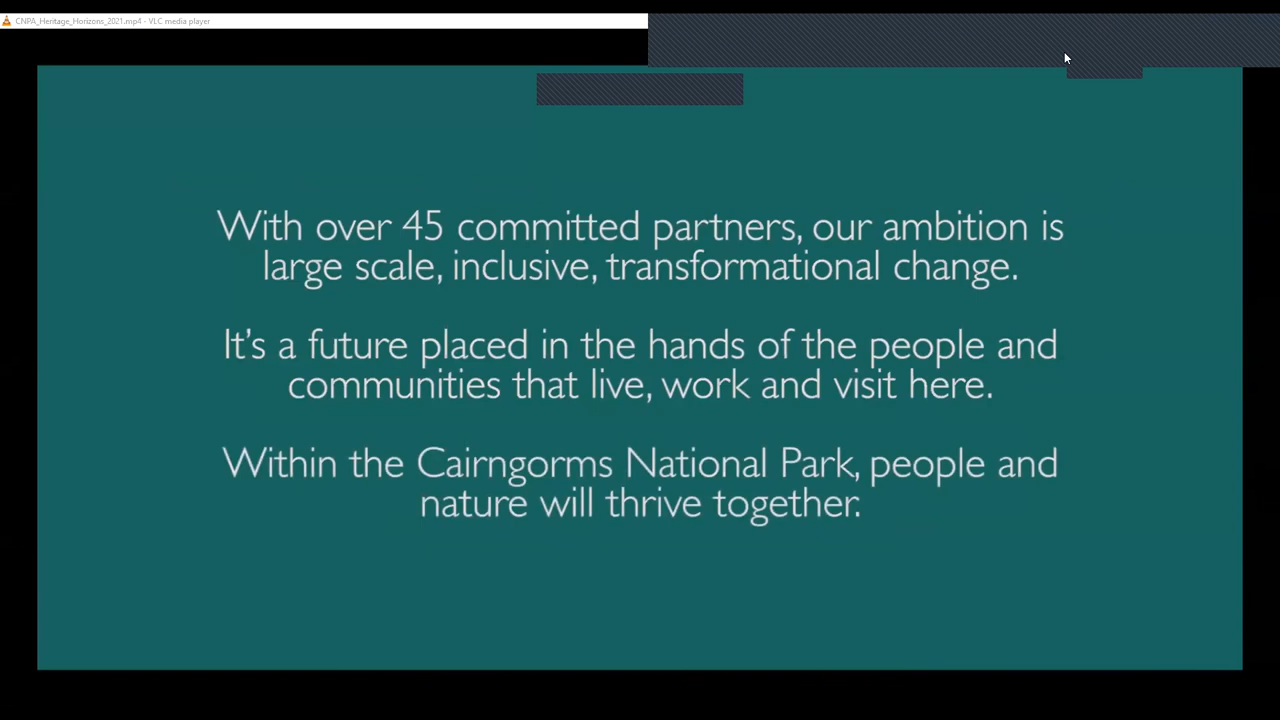 CNPA_Heritage_Horizons_2021.mp4 - VLC media player
With over 45 committed partners, our ambition is
large scale, inclusive, transformational change.
It's a future placed in the hands of the people and
communities that live, work and visit here.
Within the Cairngorms National Park, people and
nature will thrive together.